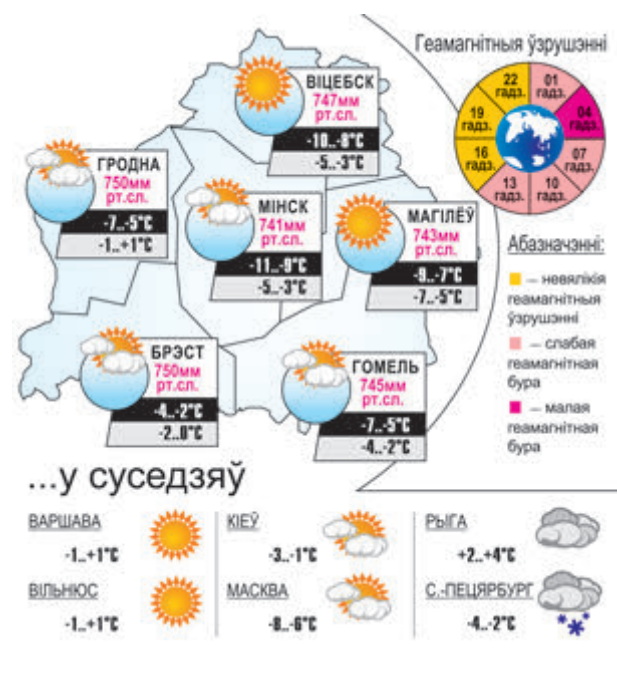 Геамагнітныя ўзрушэнні
22 гадз.
01 гадз.
04 гадз.
07 гадз.
10 гадз.
13 гадз.
16 гадз.
19 гадз.
ВІЦЕБСК
747мм
рт.сл.
-10..-8°С
-5..-3°С
ГРОДНА
750мм
рт.сл.
-7..-5°С
-1..+1°С
МІНСК
741мм
рт.сл.
-11..-9°С
-5..-3°С
МАГІЛЁЎ
743мм
рт.сл.
-9..-7°С
-7..-5°С
БРЭСТ
750мм
рт.сл.
-4..-2°С
-2..0°С
ГОМЕЛЬ
745мм
рт.сл.
-7..-5°С
-4..-2°С
Абазначэнні:
– невялікія
геамагнітныя
ўзрушэнні
– слабая
геамагнітная
бура
– малая
геамагнітная
бура
...у суседзяў
ВАРШАВА
-1..+1°С
КІЕЎ
-3..-1°С
РЫГА
+2..+4°С
ВІЛЬНЮС
-1..+1°С
МАСКВА
-8..-6°С
С.-ПЕЦЯРБУРГ
-4..-2°С